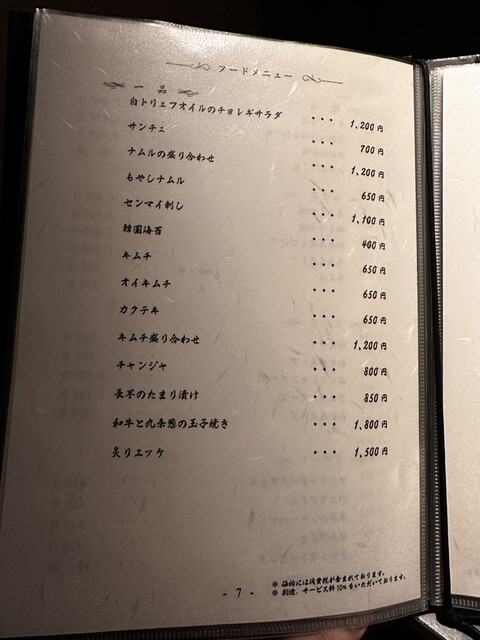 フードメニュー
一品
白トリュフオイルのチョレギサラダ ・・・ 1,200円
サンチェ ・・・ 700円
ナムルの盛り合わせ ・・・ 1,200円
もやしナムル ・・・ 650円
センマイ刺し ・・・ 1,100円
韓国海苔 ・・・ 400円
キムチ ・・・ 650円
オイキムチ ・・・ 650円
カクテキ ・・・ 650円
キムチ盛り合わせ ・・・ 1,200円
チャンジャ ・・・ 800円
長芋のたまり漬け ・・・ 850円
和牛と九条葱の玉子焼き ・・・ 1,800円
炙りユッケ ・・・ 1,500円
※ 価格には消費税が含まれております。
※ 別途、サービス料10%をいただいております。
- 7 -